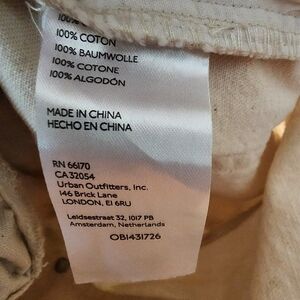 100%
100% COTON
100% BAUMWOLLE
100% COTONE
100% ALGODÓN
MADE IN CHINA
HECHO EN CHINA
RN 66170
CA 32054
Urban Outfitters, Inc.
146 Brick Lane
LONDON, E1 6RU
Leidsestraat 32, 1017 PB
Amsterdam, Netherlands
OB1431726